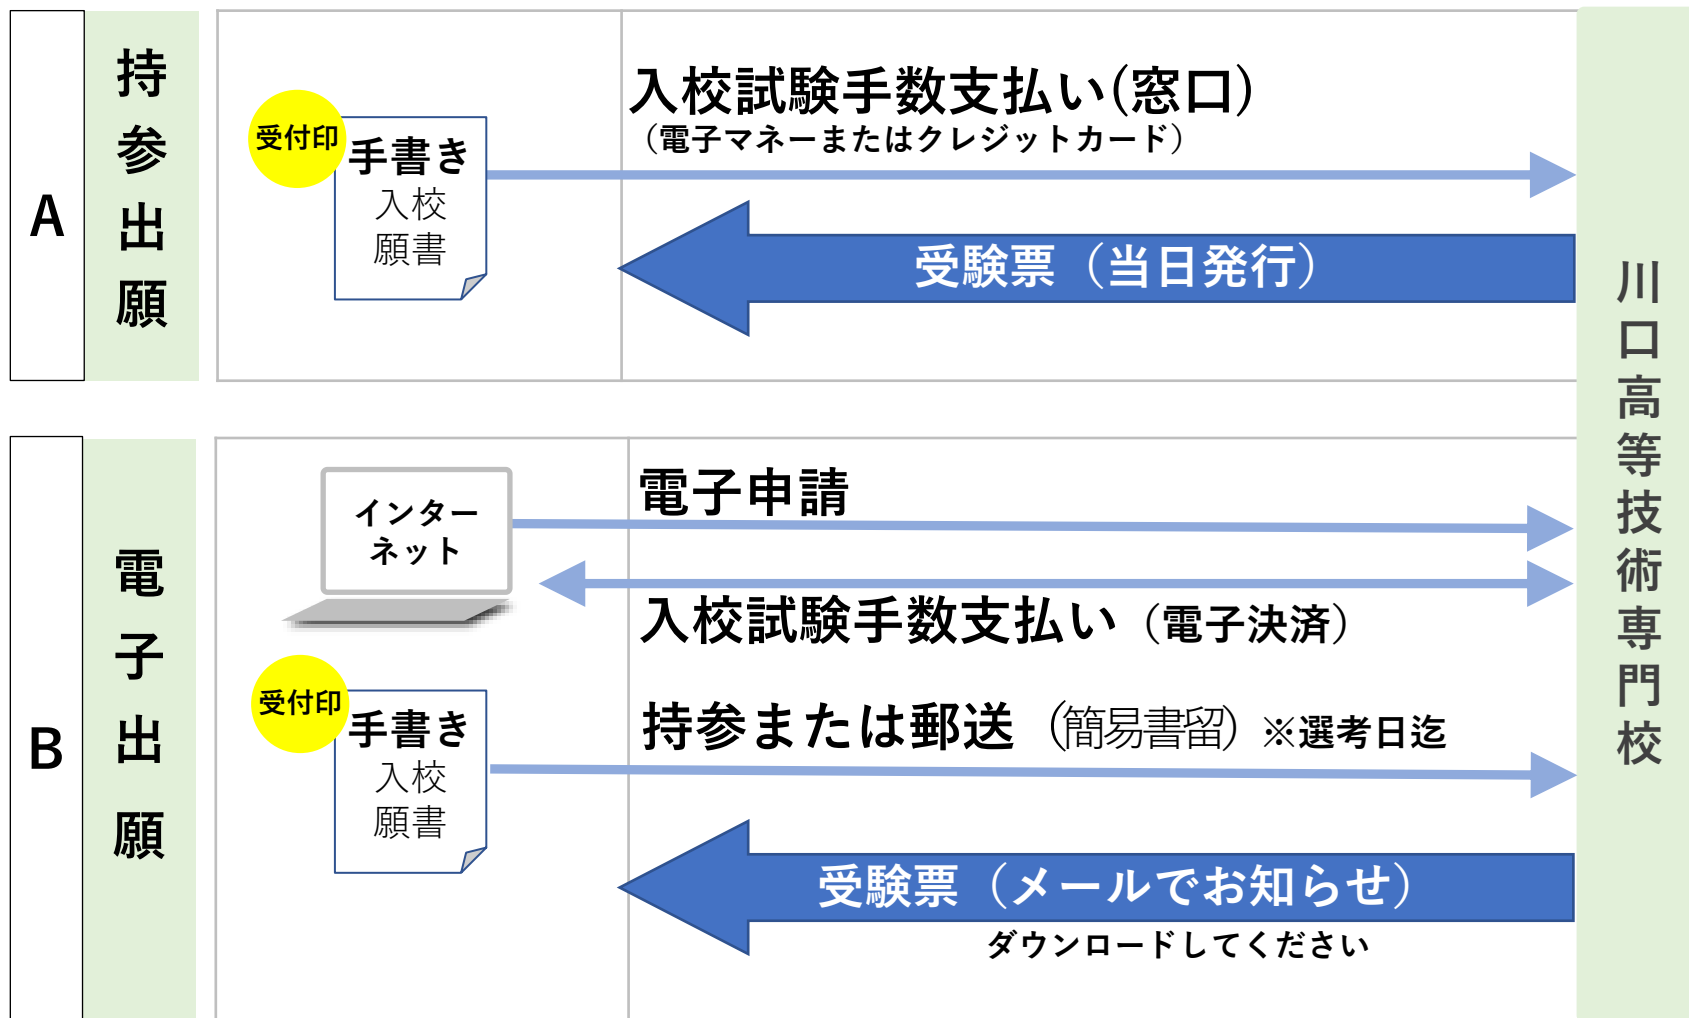 A
持参出願
受付印
手書き
入校
願書
入校試験手数支払い(窓口)
（電子マネーまたはクレジットカード）
受験票（当日発行）
B
電子出願
インター
ネット
電子申請
入校試験手数支払い（電子決済）
受付印
手書き
入校
願書
持参または郵送（簡易書留）※選考日迄
受験票（メールでお知らせ）
ダウンロードしてください
川口高等技術専門校